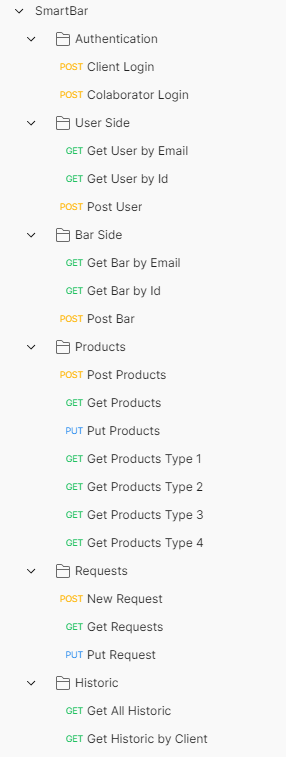 SmartBar
Authentication
POST Client Login
POST Colaborator Login
User Side
GET Get User by Email
GET Get User by Id
POST Post User
Bar Side
GET Get Bar by Email
GET Get Bar by Id
POST Post Bar
Products
POST Post Products
GET Get Products
PUT Put Products
GET Get Products Type 1
GET Get Products Type 2
GET Get Products Type 3
GET Get Products Type 4
Requests
POST New Request
GET Get Requests
PUT Put Request
Historic
GET Get All Historic
GET Get Historic by Client